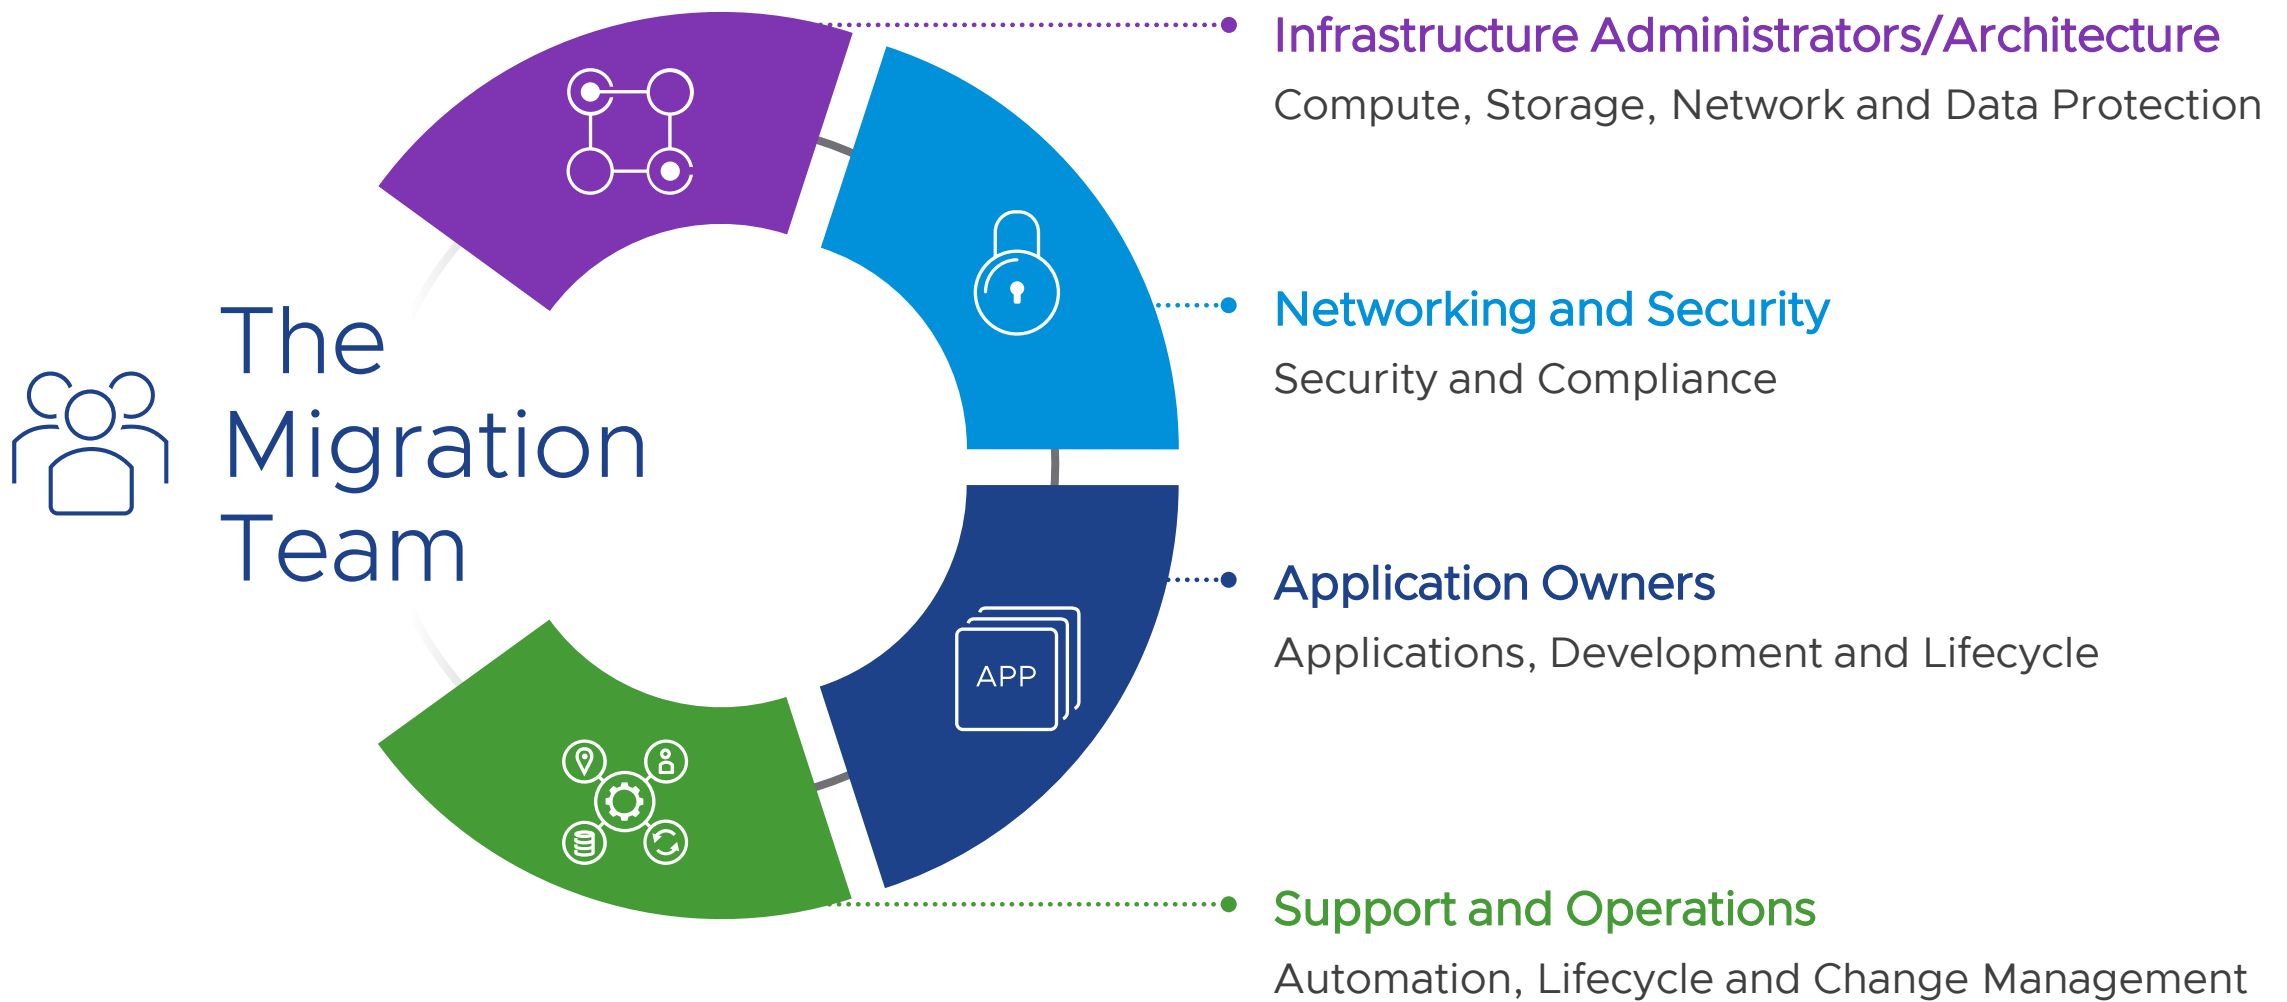 The
Migration
Team
Infrastructure Administrators/Architecture
Compute, Storage, Network and Data Protection
Networking and Security
Security and Compliance
Application Owners
Applications, Development and Lifecycle
APP
Support and Operations
Automation, Lifecycle and Change Management